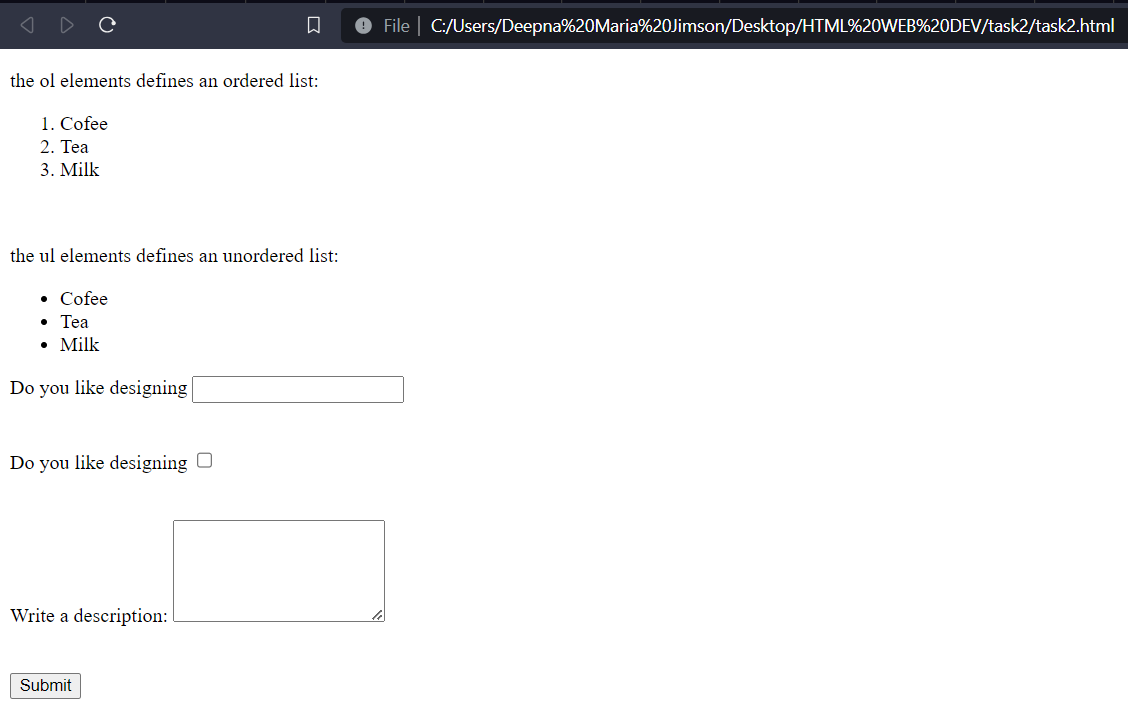 File | C:/Users/Deepna%20Maria%20Jimson/Desktop/HTML%20WEB%20DEV/task2/task2.html
the ol elements defines an ordered list:
1. Cofee
2. Tea
3. Milk
the ul elements defines an unordered list:
• Cofee
• Tea
• Milk
Do you like designing
Do you like designing
Write a description:
Submit